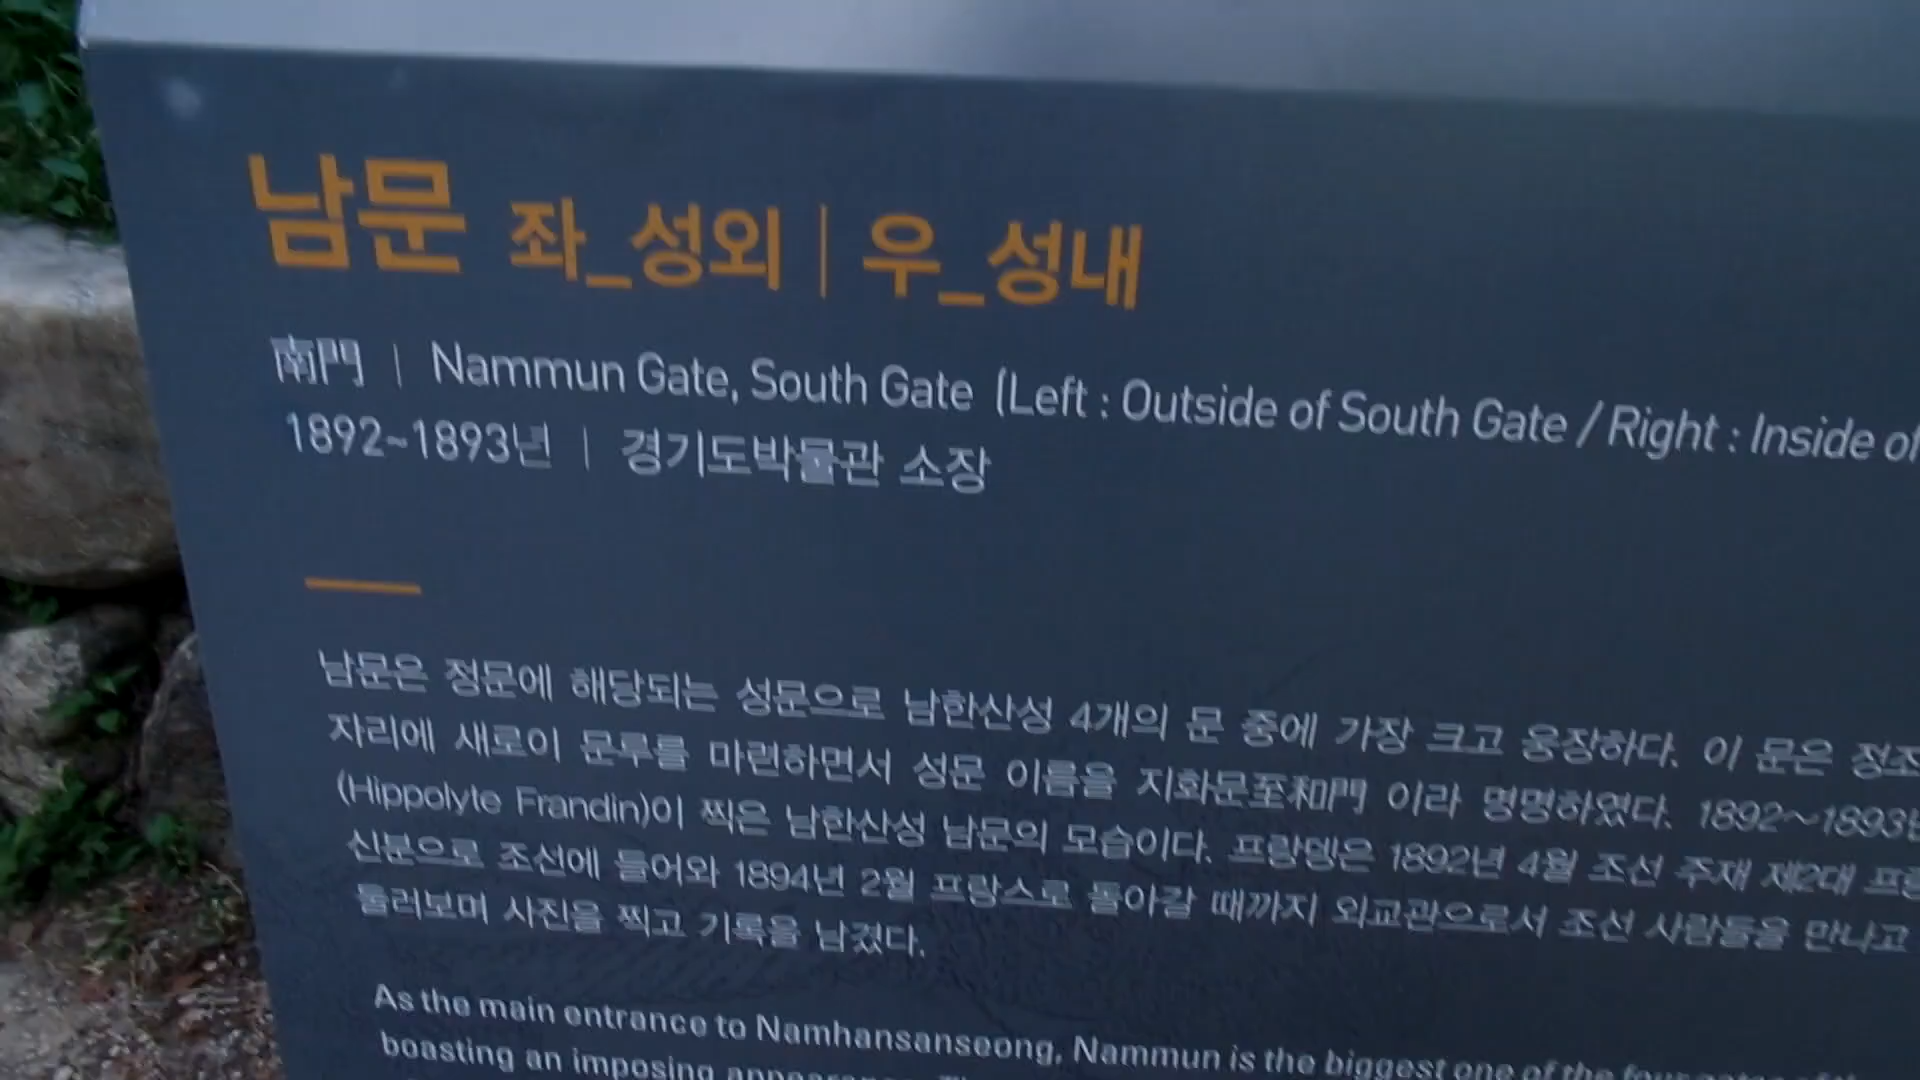 남문 좌_성외 | 우_성내
南門 | Nammun Gate, South Gate (Left : Outside of South Gate / Right : Inside of
1892~1893년 | 경기도박물관 소장
남문은 정문에 해당되는 성문으로 남한산성 4개의 문 중에 가장 크고 웅장하다. 이 문은 정조
자리에 새로이 문루를 마련하면서 성문 이름을 지화문至和門 이라 명명하였다. 1892~1893년
(Hippolyte Frandin)이 찍은 남한산성 남문의 모습이다. 프랑뎅은 1892년 4월 조선 주재 제2대 프랑
신분으로 조선에 들어와 1894년 2월 프랑스로 돌아갈 때까지 외교관으로서 조선 사람들을 만나고
둘러보며 사진을 찍고 기록을 남겼다.
As the main entrance to Namhansanseong, Nammun is the biggest one of the four gates of
boasting an imposing